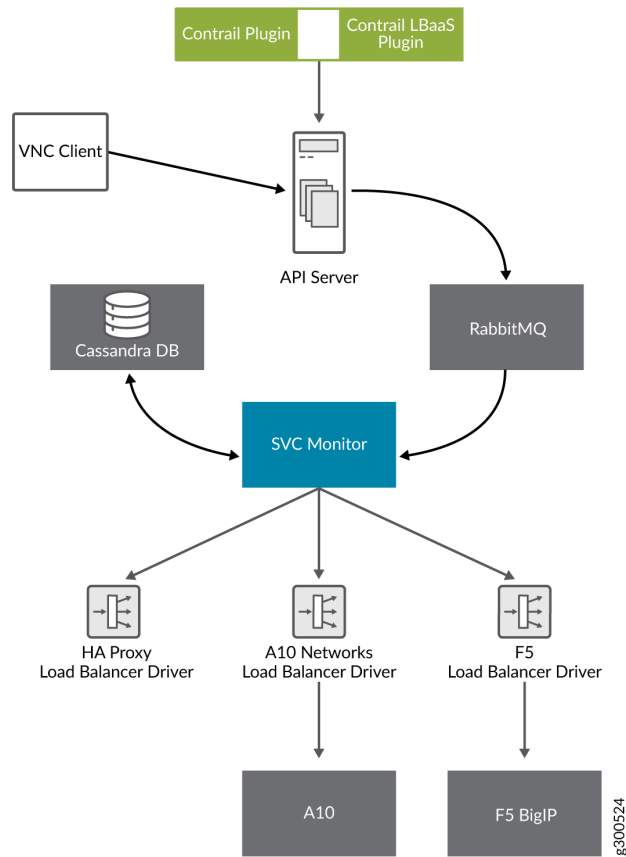 Contrail Plugin
Contrail LBaaS
Plugin
VNC Client
API Server
Cassandra DB
RabbitMQ
SVC Monitor
HA Proxy
Load Balancer Driver
A10 Networks
Load Balancer Driver
F5
Load Balancer Driver
A10
F5 BigIP
g300524